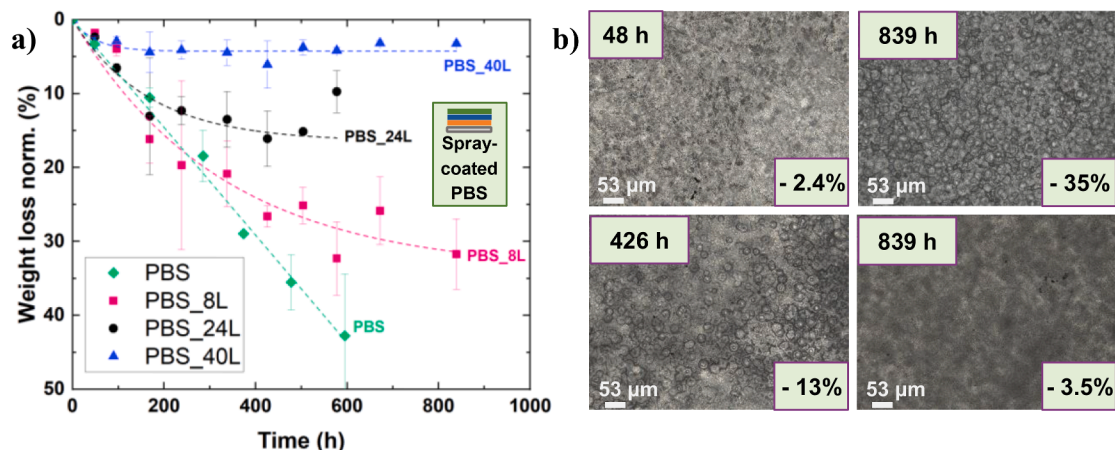 a)
0
10
20
30
40
50
Weight loss norm. (%)
0
200
400
600
800
1000
Time (h)
PBS_40L
PBS_24L
PBS_8L
PBS
Spray-
coated
PBS
PBS
PBS_8L
PBS_24L
PBS_40L
b)
48 h
53 µm
- 2.4%
839 h
53 µm
- 35%
426 h
53 µm
- 13%
839 h
53 µm
- 3.5%